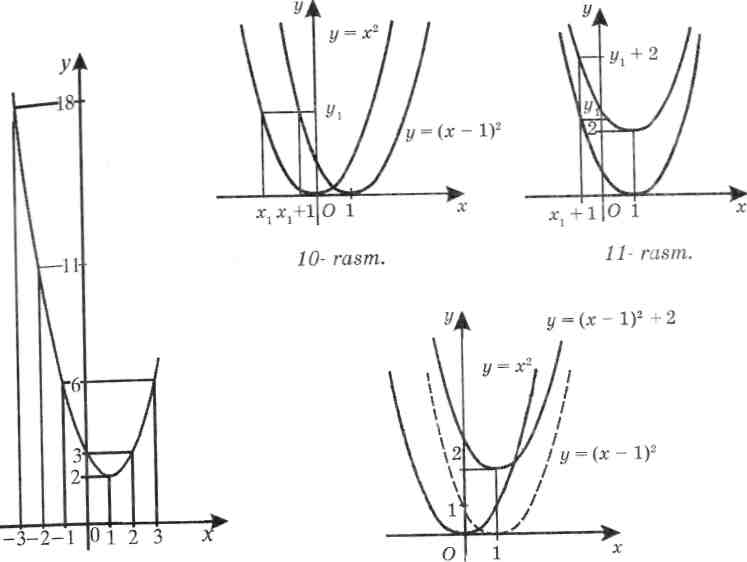 y
18
11
6
3
2
-3 -2 -1 0 1 2 3 x
y
y = x²
y₁
y = (x − 1)²
x₁ x₁+1 O 1 x
10- rasm.
y
y₁ + 2
y₁
2
x₁ + 1 O 1 x
11- rasm.
y
y = (x − 1)² + 2
y = x²
2
y = (x − 1)²
1
O 1 x